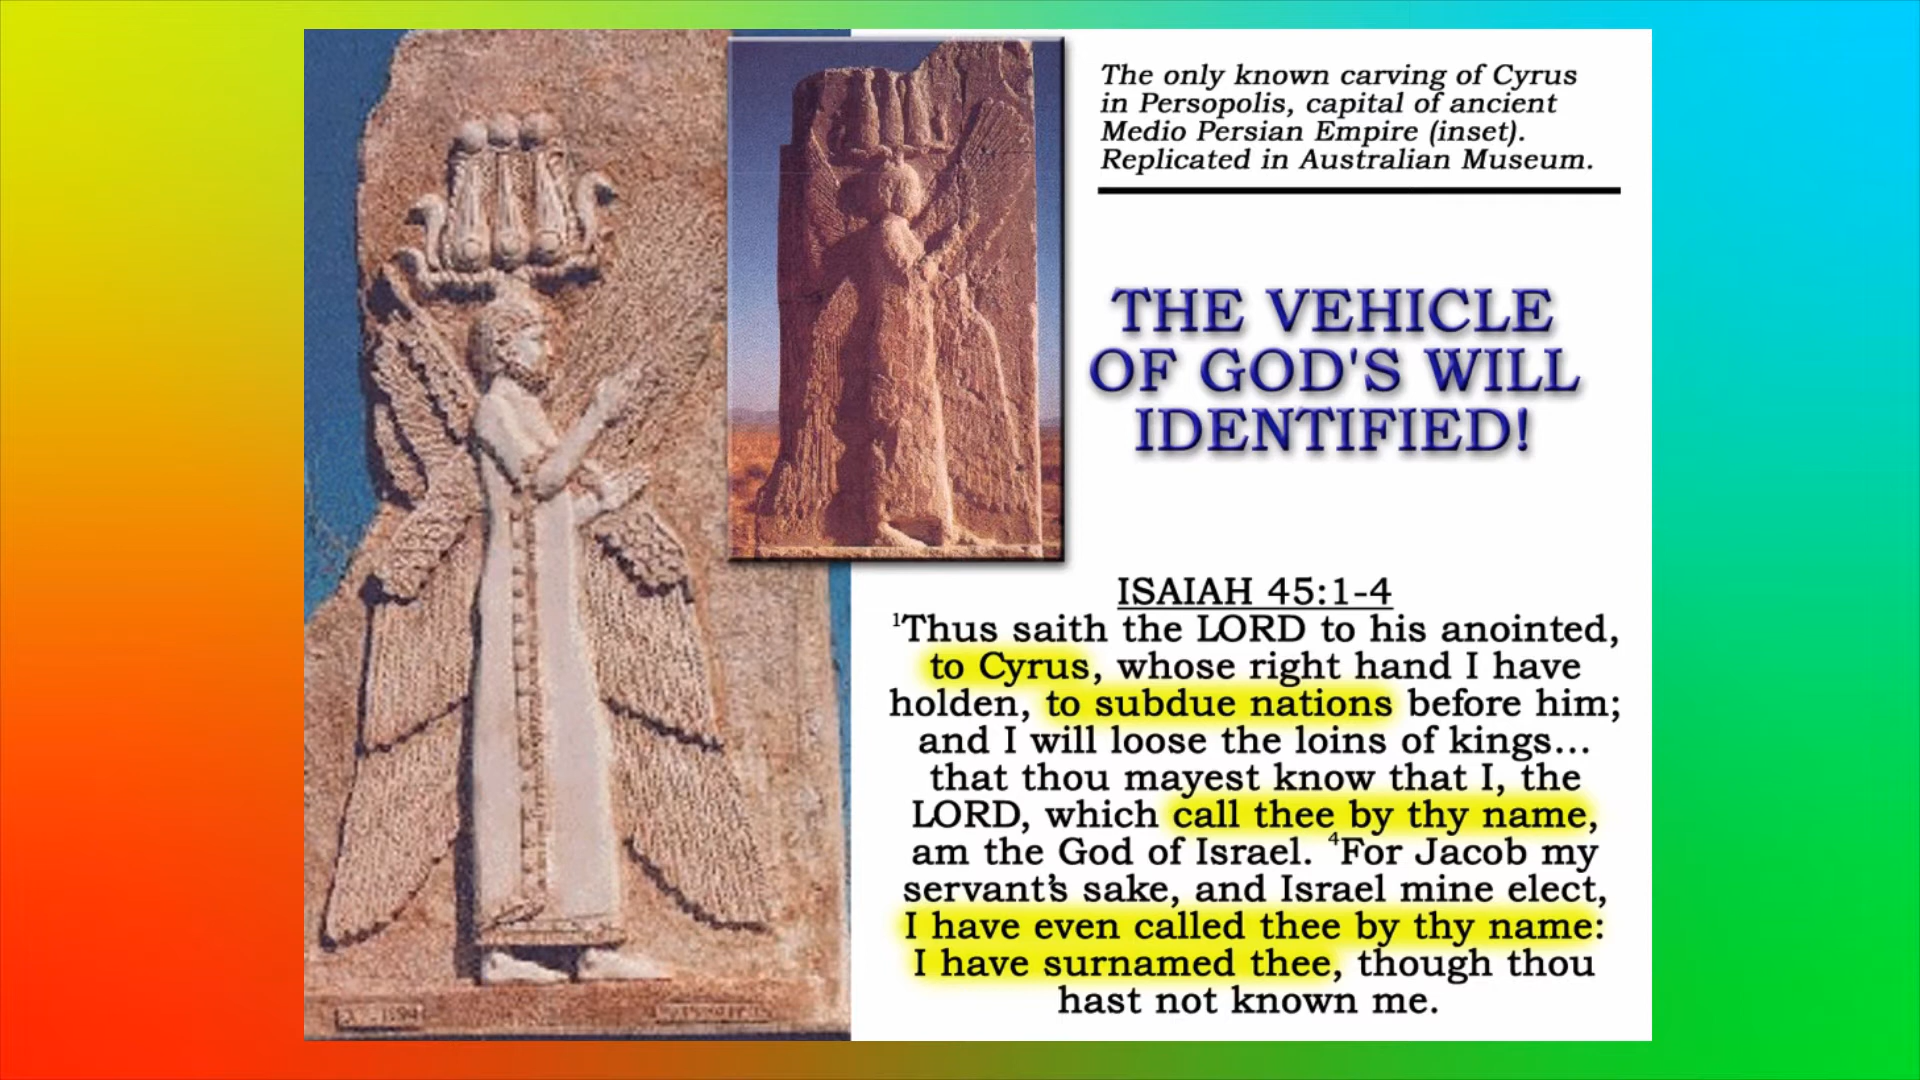 The only known carving of Cyrus
in Persopolis, capital of ancient
Medio Persian Empire (inset).
Replicated in Australian Museum.
THE VEHICLE
OF GOD'S WILL
IDENTIFIED!
ISAIAH 45:1-4
¹Thus saith the LORD to his anointed,
to Cyrus, whose right hand I have
holden, to subdue nations before him;
and I will loose the loins of kings...
that thou mayest know that I, the
LORD, which call thee by thy name,
am the God of Israel. ⁴For Jacob my
servant's sake, and Israel mine elect,
I have even called thee by thy name:
I have surnamed thee, though thou
hast not known me.